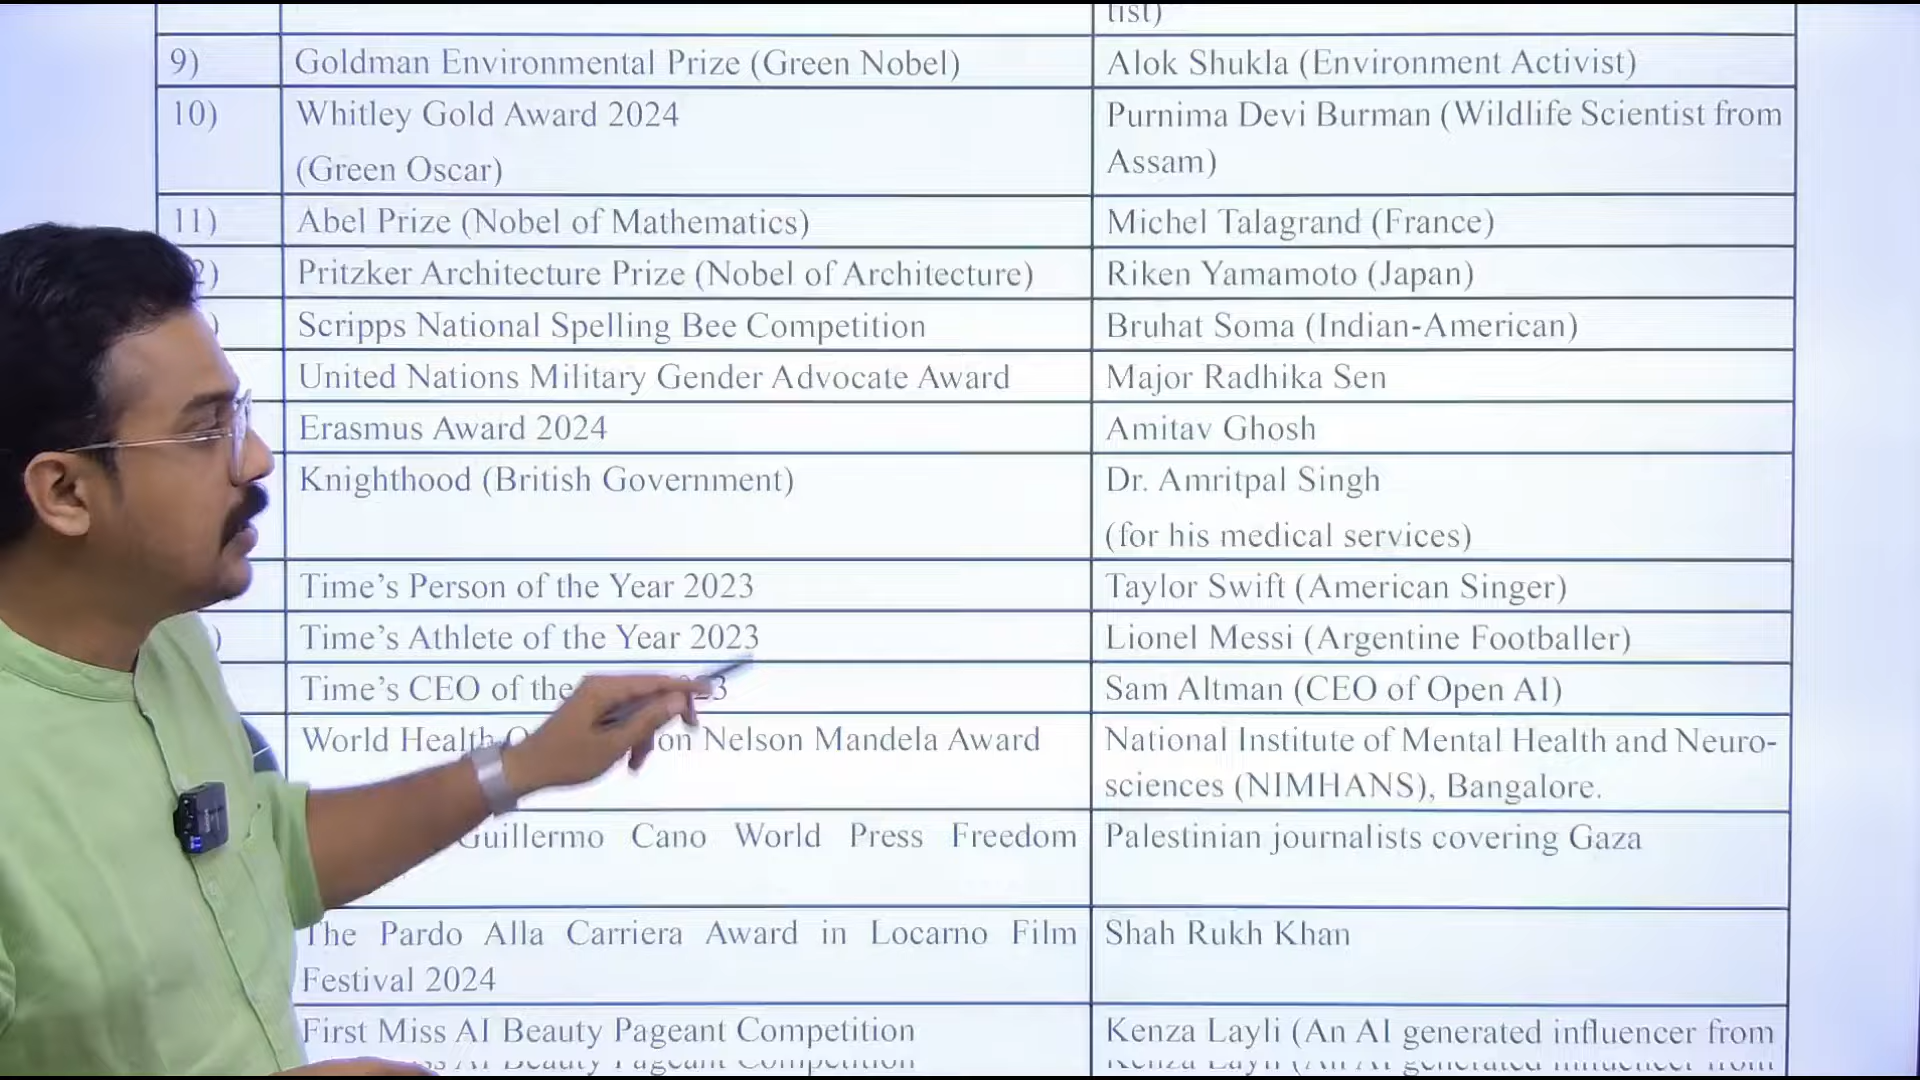 tist)
9) Goldman Environmental Prize (Green Nobel) Alok Shukla (Environment Activist)
10) Whitley Gold Award 2024 Purnima Devi Burman (Wildlife Scientist from
(Green Oscar) Assam)
11) Abel Prize (Nobel of Mathematics) Michel Talagrand (France)
2) Pritzker Architecture Prize (Nobel of Architecture) Riken Yamamoto (Japan)
) Scripps National Spelling Bee Competition Bruhat Soma (Indian-American)
United Nations Military Gender Advocate Award Major Radhika Sen
Erasmus Award 2024 Amitav Ghosh
Knighthood (British Government) Dr. Amritpal Singh
(for his medical services)
Time’s Person of the Year 2023 Taylor Swift (American Singer)
) Time’s Athlete of the Year 2023 Lionel Messi (Argentine Footballer)
Time’s CEO of the 23 Sam Altman (CEO of Open AI)
World Health on Nelson Mandela Award National Institute of Mental Health and Neuro-
sciences (NIMHANS), Bangalore.
Guillermo Cano World Press Freedom Palestinian journalists covering Gaza
The Pardo Alla Carriera Award in Locarno Film Shah Rukh Khan
Festival 2024
First Miss AI Beauty Pageant Competition Kenza Layli (An AI generated influencer from